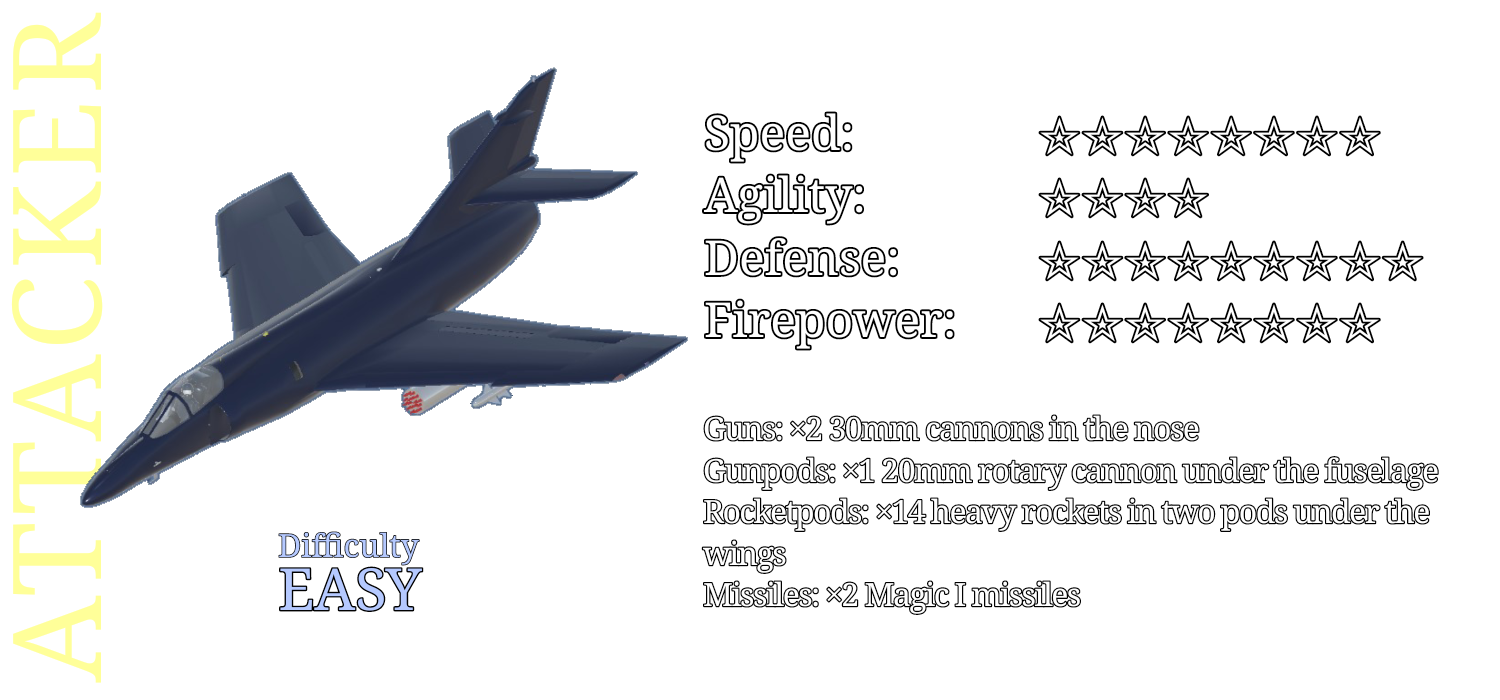 ATTACKER
Speed: ☆☆☆☆☆☆☆☆
Agility: ☆☆☆☆
Defense: ☆☆☆☆☆☆☆☆☆
Firepower: ☆☆☆☆☆☆☆☆
Guns: ×2 30mm cannons in the nose
Gunpods: ×1 20mm rotary cannon under the fuselage
Rocketpods: ×14 heavy rockets in two pods under the
wings
Missiles: ×2 Magic I missiles
Difficulty
EASY